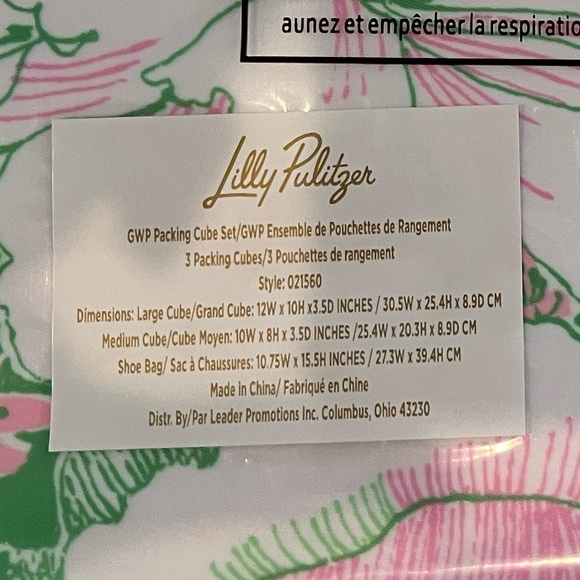 aunez et empêcher la respiratio
Lilly Pulitzer
GWP Packing Cube Set/GWP Ensemble de Pouchettes de Rangement
3 Packing Cubes/3 Pouchettes de rangement
Style: 021560
Dimensions: Large Cube/Grand Cube: 12W x 10H x3.5D INCHES / 30.5W x 25.4H x 8.9D CM
Medium Cube/Cube Moyen: 10W x 8H x 3.5D INCHES /25.4W x 20.3H x 8.9D CM
Shoe Bag/ Sac à Chaussures: 10.75W x 15.5H INCHES / 27.3W x 39.4H CM
Made in China/ Fabriqué en Chine
Distr. By/Par Leader Promotions Inc. Columbus, Ohio 43230